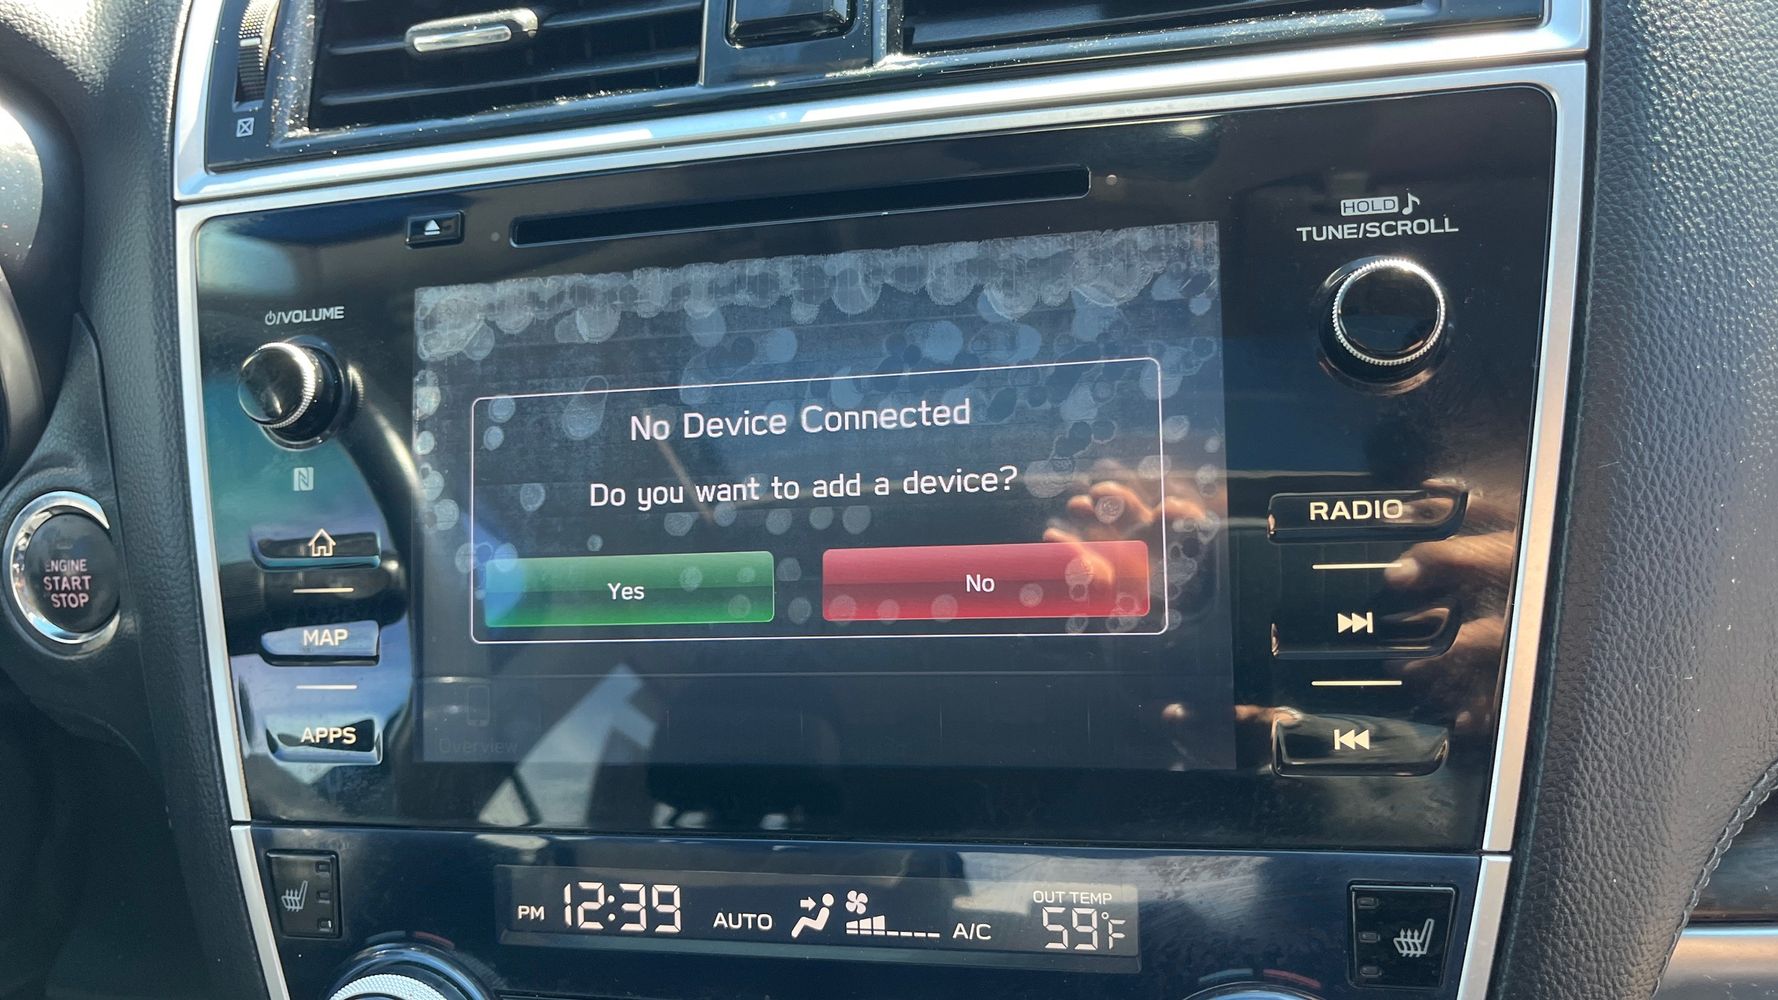 HOLD
TUNE/SCROLL
/VOLUME
No Device Connected
Do you want to add a device?
Yes
No
RADIO
ENGINE
START
STOP
MAP
APPS
Overview
PM 12:39
AUTO
A/C
OUT TEMP
59°F